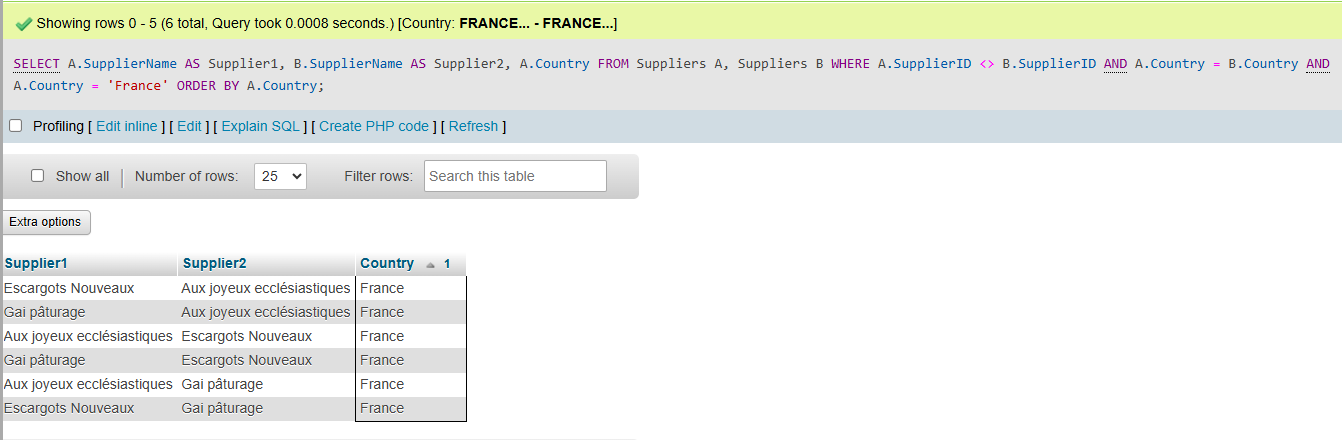 Showing rows 0 - 5 (6 total, Query took 0.0008 seconds.) [Country: FRANCE... - FRANCE...]
SELECT A.SupplierName AS Supplier1, B.SupplierName AS Supplier2, A.Country FROM Suppliers A, Suppliers B WHERE A.SupplierID <> B.SupplierID AND A.Country = B.Country AND
A.Country = 'France' ORDER BY A.Country;
Profiling [ Edit inline ] [ Edit ] [ Explain SQL ] [ Create PHP code ] [ Refresh ]
Show all Number of rows: 25 Filter rows: Search this table
Extra options
Supplier1 Supplier2 Country 1
Escargots Nouveaux Aux joyeux ecclésiastiques France
Gai pâturage Aux joyeux ecclésiastiques France
Aux joyeux ecclésiastiques Escargots Nouveaux France
Gai pâturage Escargots Nouveaux France
Aux joyeux ecclésiastiques Gai pâturage France
Escargots Nouveaux Gai pâturage France